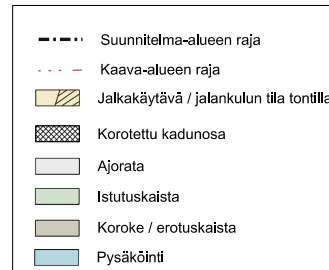 Suunnitelma-alueen raja
Kaava-alueen raja
Jalkakäytävä / jalankulun tila tontilla
Korotettu kadunosa
Ajorata
Istutuskaista
Koroke / erotuskaista
Pysäköinti